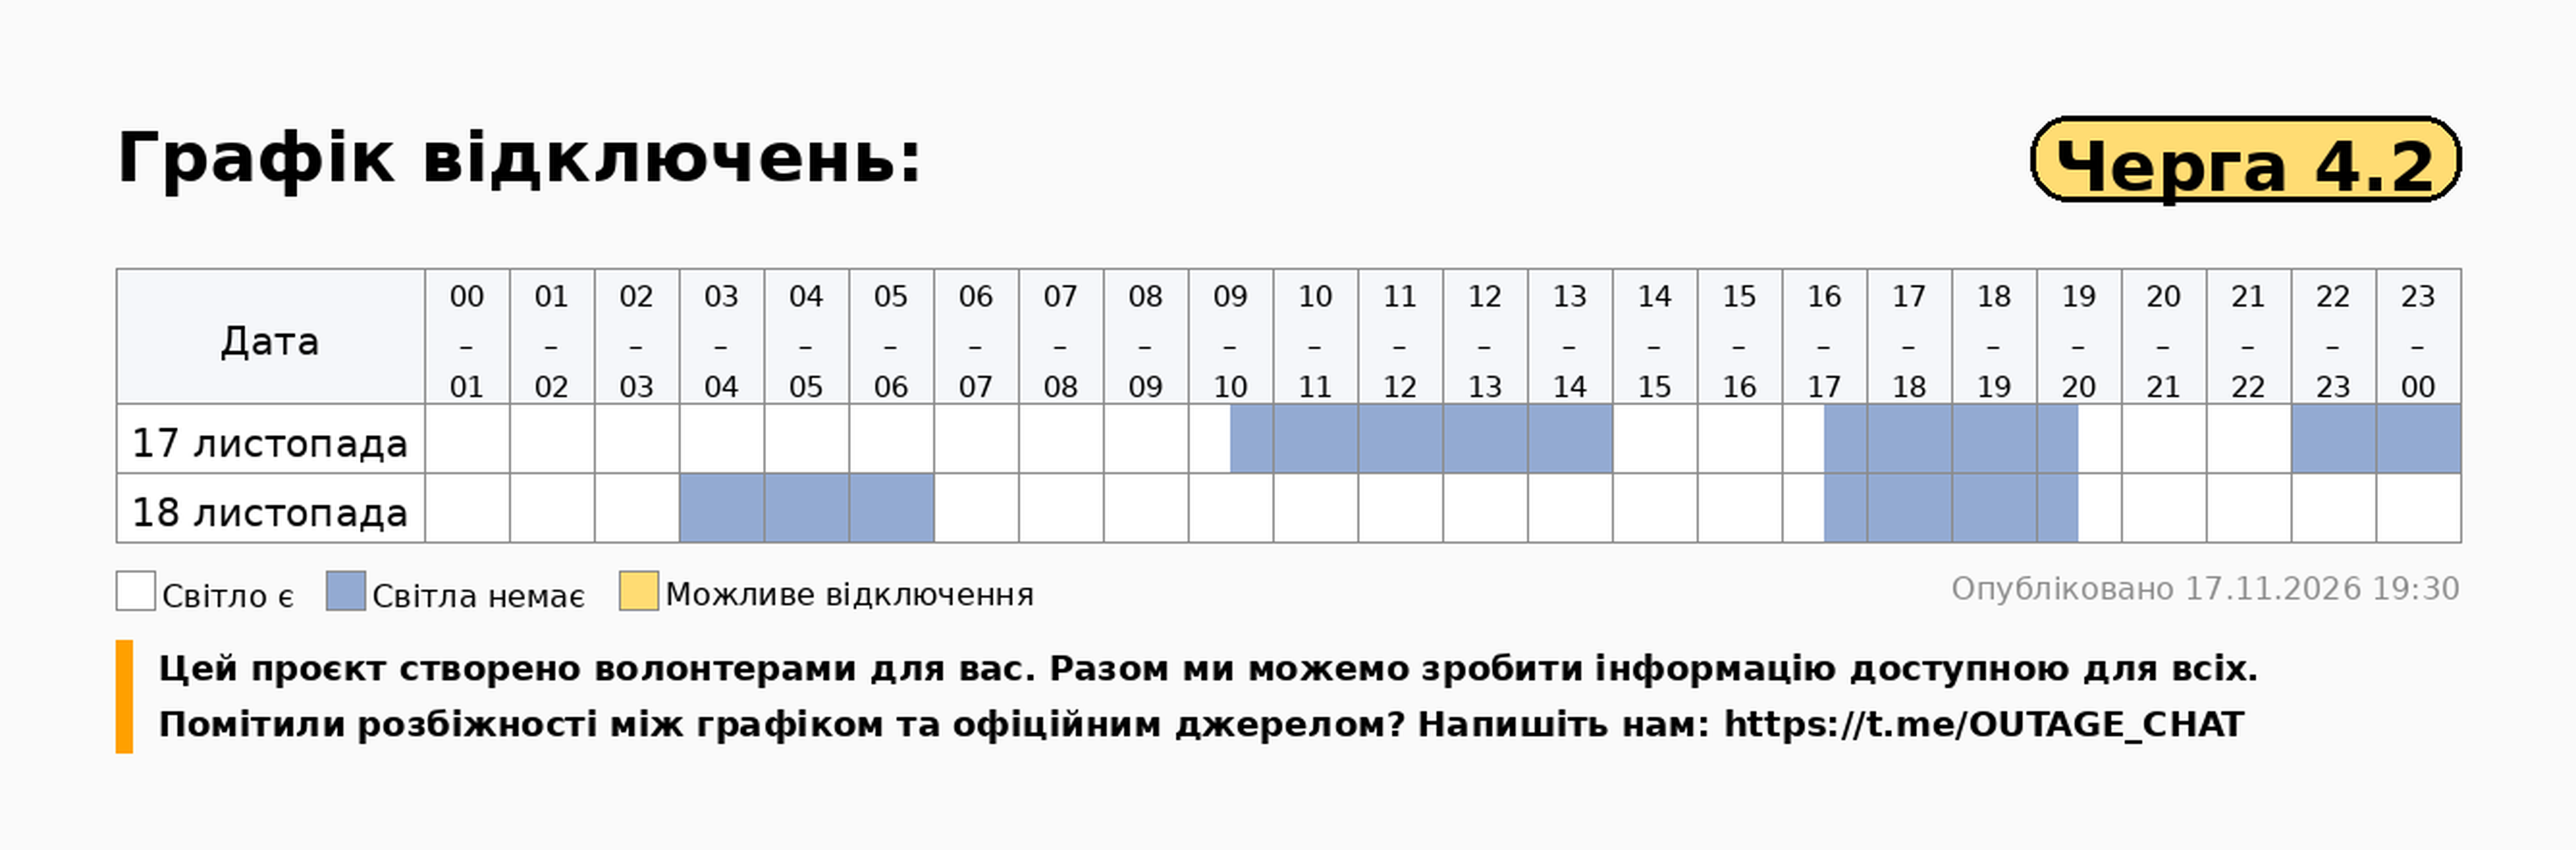 Графік відключень:
Черга 4.2
Дата
00 – 01
01 – 02
02 – 03
03 – 04
04 – 05
05 – 06
06 – 07
07 – 08
08 – 09
09 – 10
10 – 11
11 – 12
12 – 13
13 – 14
14 – 15
15 – 16
16 – 17
17 – 18
18 – 19
19 – 20
20 – 21
21 – 22
22 – 23
23 – 00
17 листопада
18 листопада
Світло є
Світла немає
Можливе відключення
Опубліковано 17.11.2026 19:30
Цей проєкт створено волонтерами для вас. Разом ми можемо зробити інформацію доступною для всіх.
Помітили розбіжності між графіком та офіційним джерелом? Напишіть нам: https://t.me/OUTAGE_CHAT